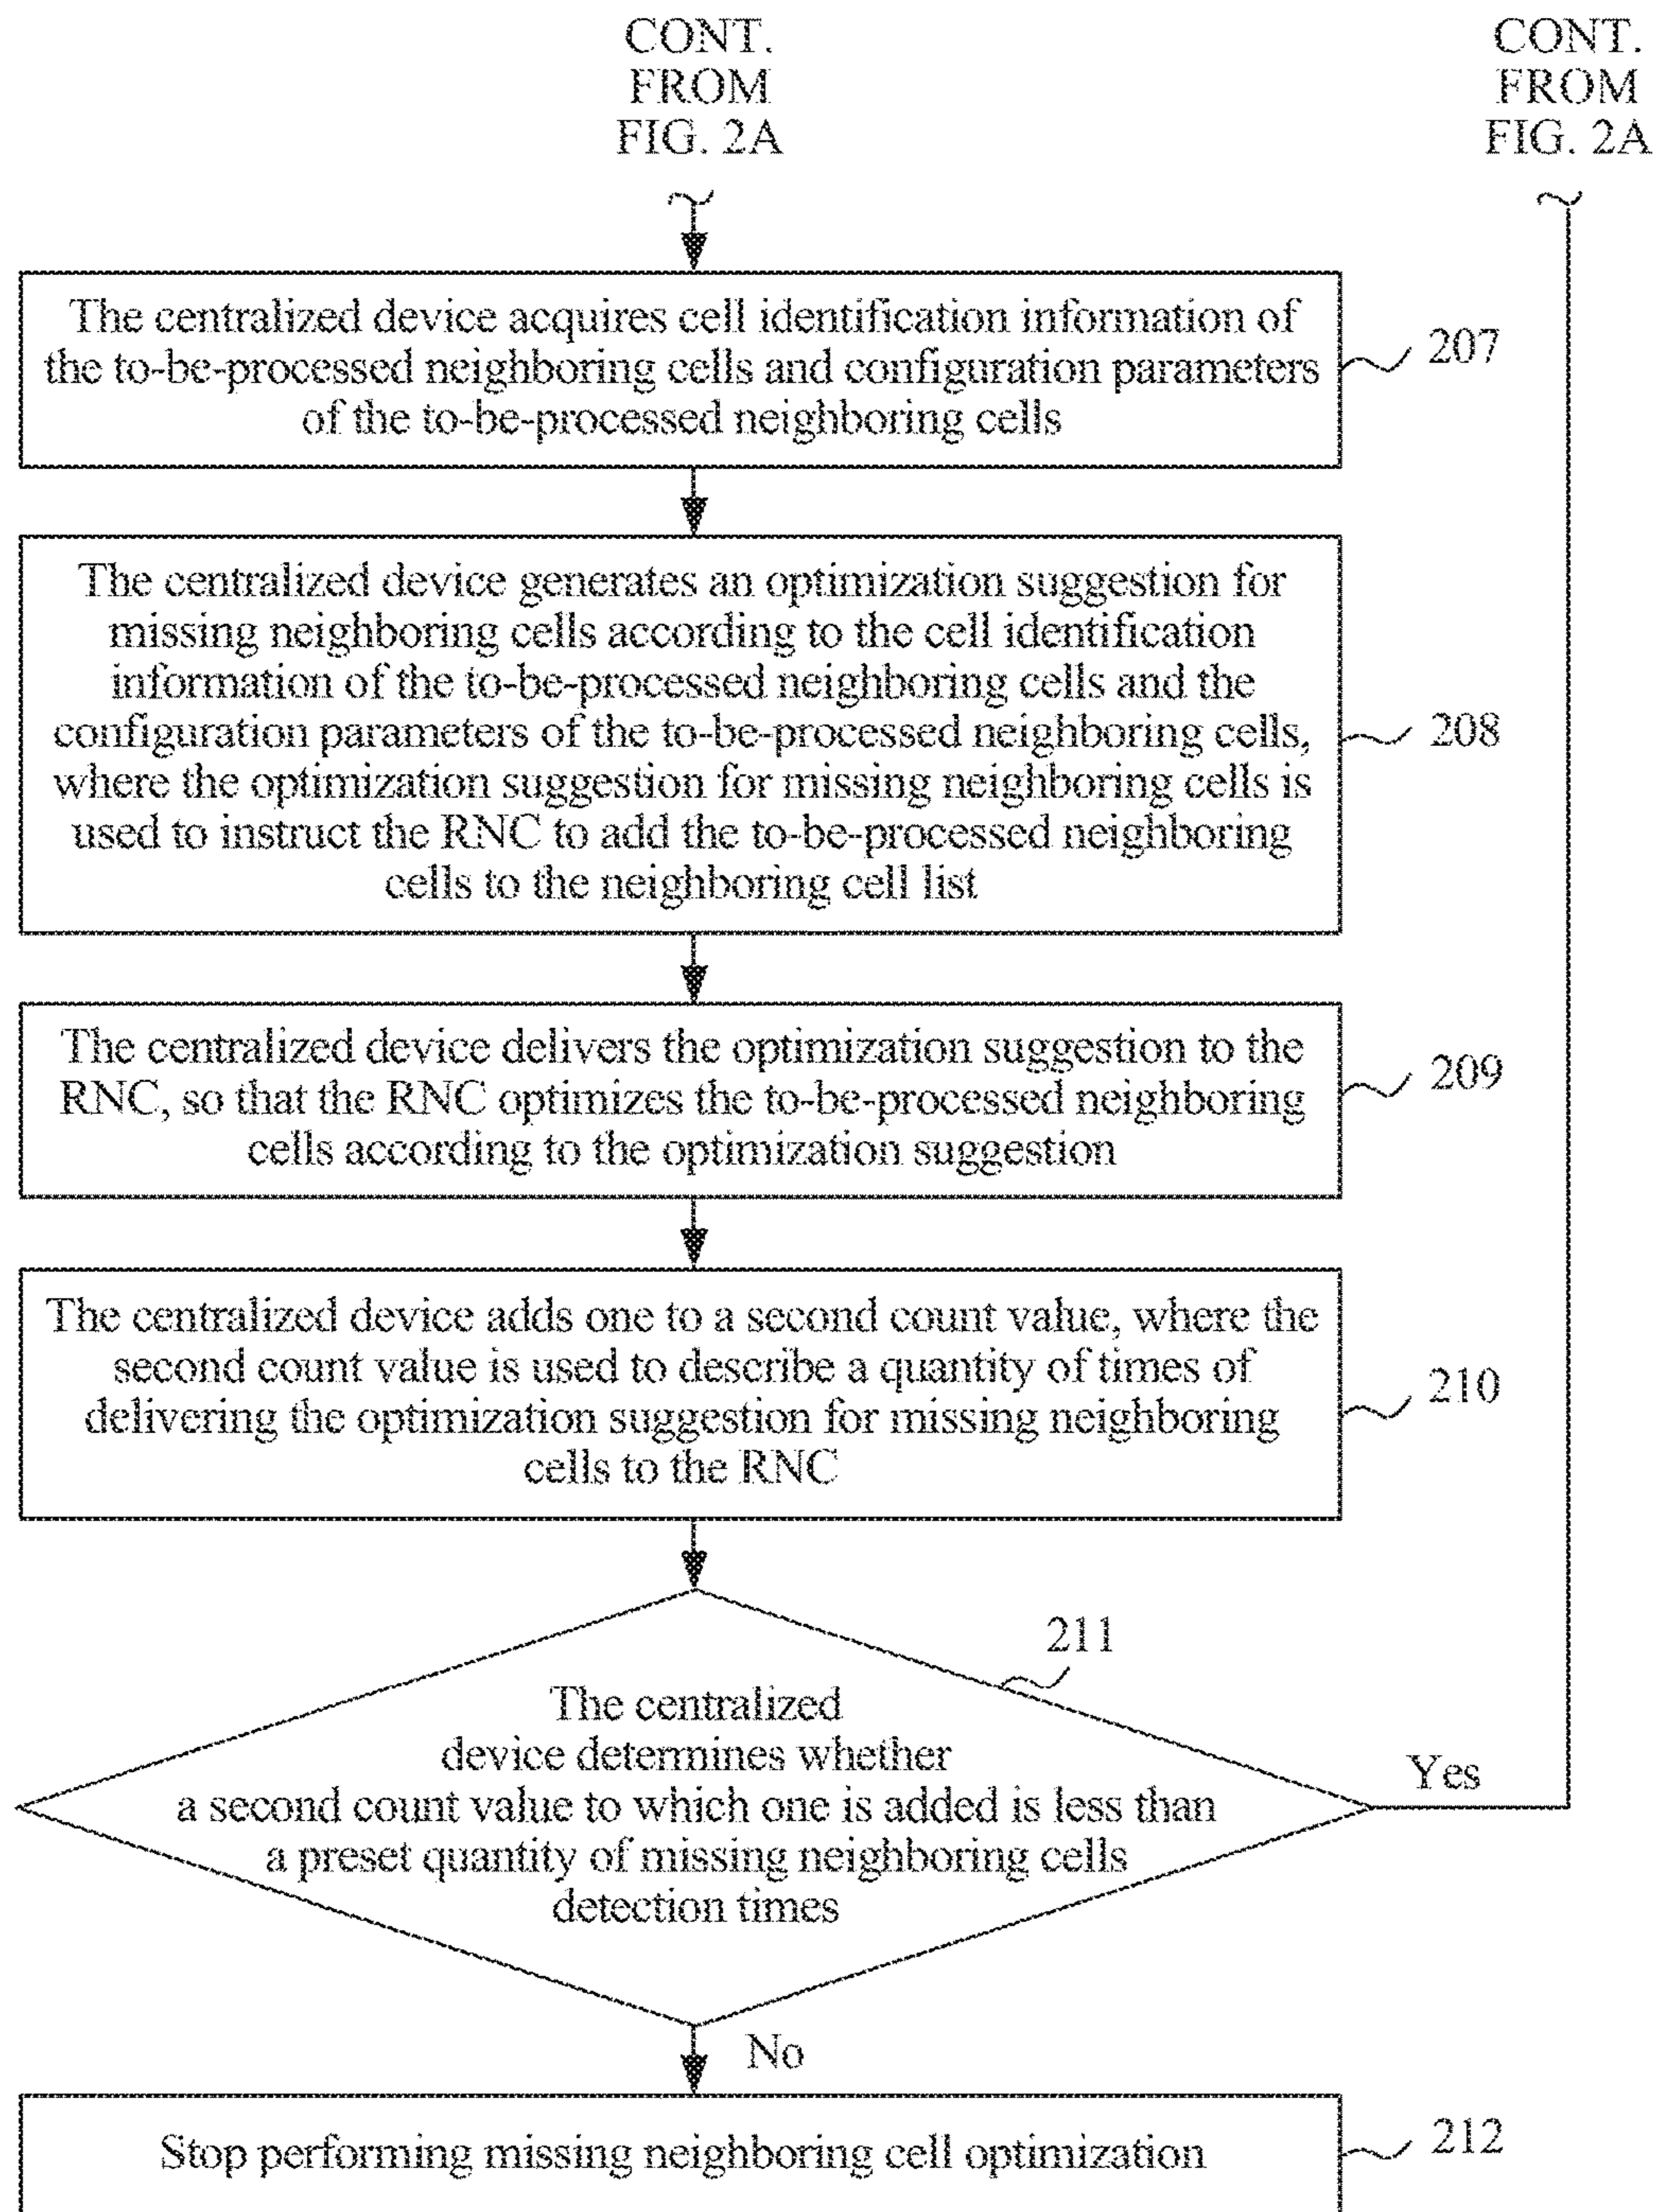 CONT.
FROM
FIG. 2A
CONT.
FROM
FIG. 2A
The centralized device acquires cell identification information of
the to-be-processed neighboring cells and configuration parameters
of the to-be-processed neighboring cells
207
The centralized device generates an optimization suggestion for
missing neighboring cells according to the cell identification
information of the to-be-processed neighboring cells and the
configuration parameters of the to-be-processed neighboring cells,
where the optimization suggestion for missing neighboring cells is
used to instruct the RNC to add the to-be-processed neighboring
cells to the neighboring cell list
208
The centralized device delivers the optimization suggestion to the
RNC, so that the RNC optimizes the to-be-processed neighboring
cells according to the optimization suggestion
209
The centralized device adds one to a second count value, where the
second count value is used to describe a quantity of times of
delivering the optimization suggestion for missing neighboring
cells to the RNC
210
211
The centralized
device determines whether
a second count value to which one is added is less than
a preset quantity of missing neighboring cells
detection times
Yes
No
Stop performing missing neighboring cell optimization
212